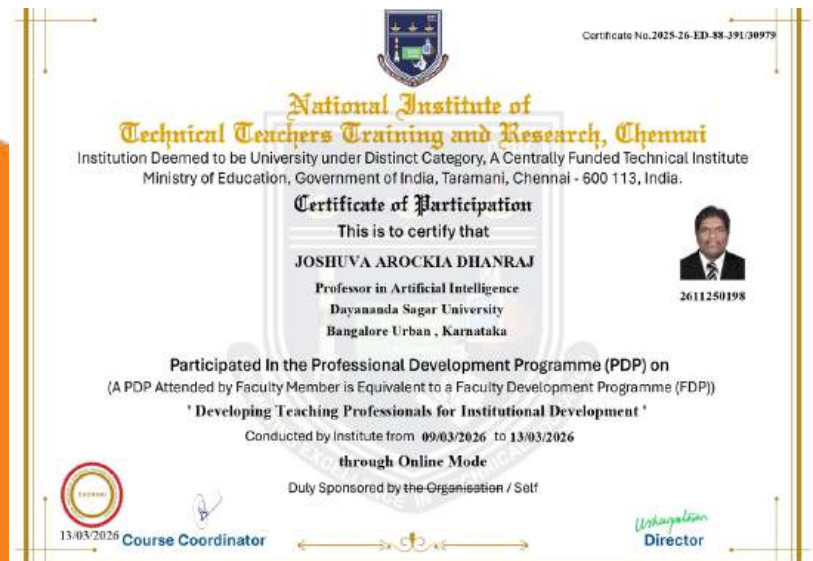 Certificate No.2025-26-ED-88-391/30979
National Institute of
Technical Teachers Training and Research, Chennai
Institution Deemed to be University under Distinct Category, A Centrally Funded Technical Institute
Ministry of Education, Government of India, Taramani, Chennai - 600 113, India.
Certificate of Participation
This is to certify that
JOSHUVA AROCKIA DHANRAJ
Professor in Artificial Intelligence
Dayananda Sagar University
Bangalore Urban , Karnataka
2611250198
Participated In the Professional Development Programme (PDP) on
(A PDP Attended by Faculty Member is Equivalent to a Faculty Development Programme (FDP))
' Developing Teaching Professionals for Institutional Development '
Conducted by Institute from 09/03/2026 to 13/03/2026
through Online Mode
Duly Sponsored by the Organisation / Self
13/03/2026
Course Coordinator
Director